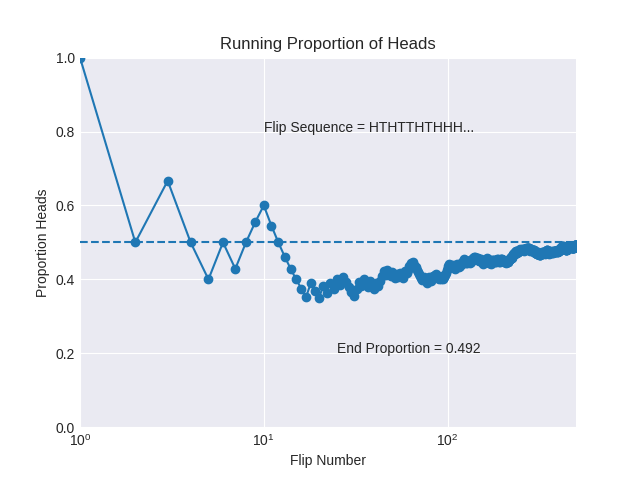 Running Proportion of Heads
Proportion Heads
1.0
0.8
0.6
0.4
0.2
0.0
Flip Sequence = HTHTTHTHHH...
End Proportion = 0.492
10⁰ 10¹ 10²
Flip Number